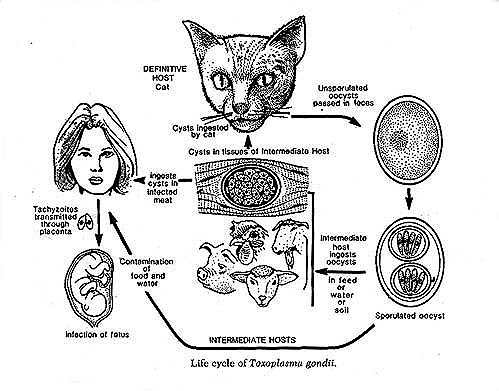 DEFINITIVE
HOST
Cat
Unsporulated
oocysts
passed in feces
Cysts ingested
by cat
Cysts in tissues of Intermediate Host
ingests
cysts in
infected
meat
Tachyzoites
transmitted
through
placenta
Intermediate
host
ingests
oocysts
in feed
or
water
or
soil
Contamination
of food and
water
Sporulated oocyst
Infection of fetus
INTERMEDIATE HOSTS
Life cycle of Toxoplasma gondii.